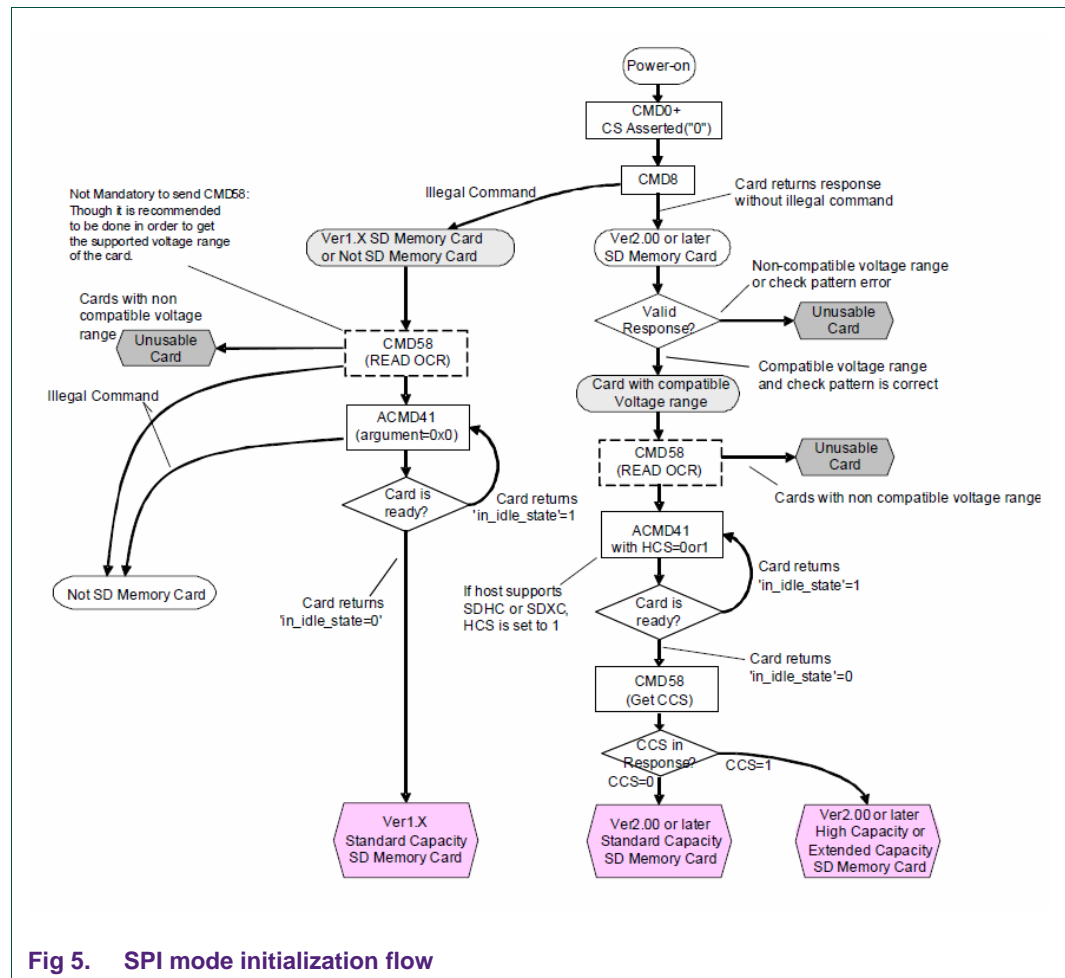 Power-on
CMD0+
CS Asserted("0")
CMD8
Illegal Command
Card returns response
without illegal command
Not Mandatory to send CMD58:
Though it is recommended
to be done in order to get
the supported voltage range
of the card.
Ver1.X SD Memory Card
or Not SD Memory Card
Ver2.00 or later
SD Memory Card
Non-compatible voltage range
or check pattern error
Cards with non
compatible voltage
range
Unusable
Card
CMD58
(READ OCR)
Valid
Response?
Unusable
Card
Compatible voltage range
and check pattern is correct
Card with compatible
Voltage range
Illegal Command
ACMD41
(argument=0x0)
CMD58
(READ OCR)
Unusable
Card
Cards with non compatible voltage range
Card is
ready?
Card returns
'in_idle_state'=1
ACMD41
with HCS=0or1
Card returns
'in_idle_state'=1
Not SD Memory Card
Card returns
'in_idle_state=0'
If host supports
SDHC or SDXC,
HCS is set to 1
Card is
ready?
Card returns
'in_idle_state'=0
CMD58
(Get CCS)
CCS in
Response?
CCS=0
CCS=1
Ver1.X
Standard Capacity
SD Memory Card
Ver2.00 or later
Standard Capacity
SD Memory Card
Ver2.00 or later
High Capacity or
Extended Capacity
SD Memory Card
Fig 5. SPI mode initialization flow